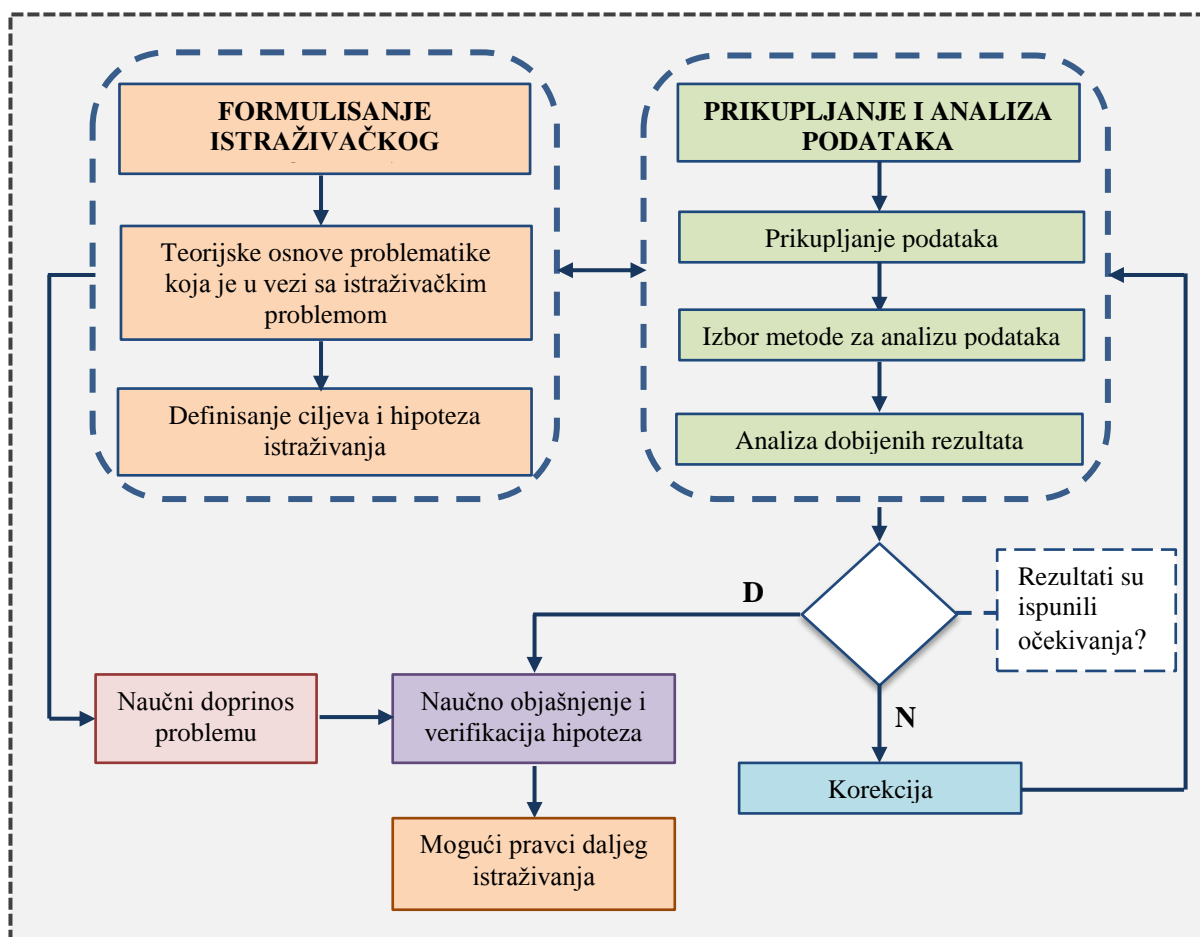 FORMULISANJE
ISTRAŽIVAČKOG
Teorijske osnove problematike
koja je u vezi sa istraživačkim
problemom
Definisanje ciljeva i hipoteza
istraživanja
PRIKUPLJANJE I ANALIZA
PODATAKA
Prikupljanje podataka
Izbor metode za analizu podataka
Analiza dobijenih rezultata
Rezultati su
ispunili
očekivanja?
D
N
Naučni doprinos
problemu
Naučno objašnjenje i
verifikacija hipoteza
Korekcija
Mogući pravci daljeg
istraživanja